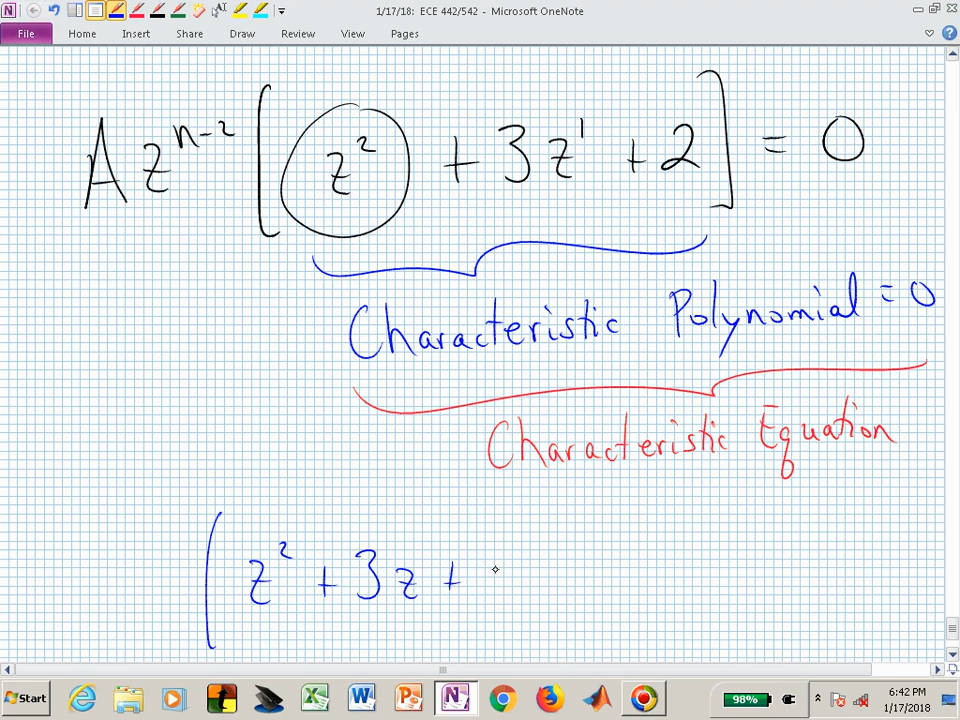 1/17/18: ECE 442/542 - Microsoft OneNote
File Home Insert Share Draw Review View Pages
A z^{n-2} [ z^2 + 3z^1 + 2 ] = 0
Characteristic Polynomial = 0
Characteristic Equation
( z^2 + 3z +
Start
98%
6:42 PM
1/17/2018